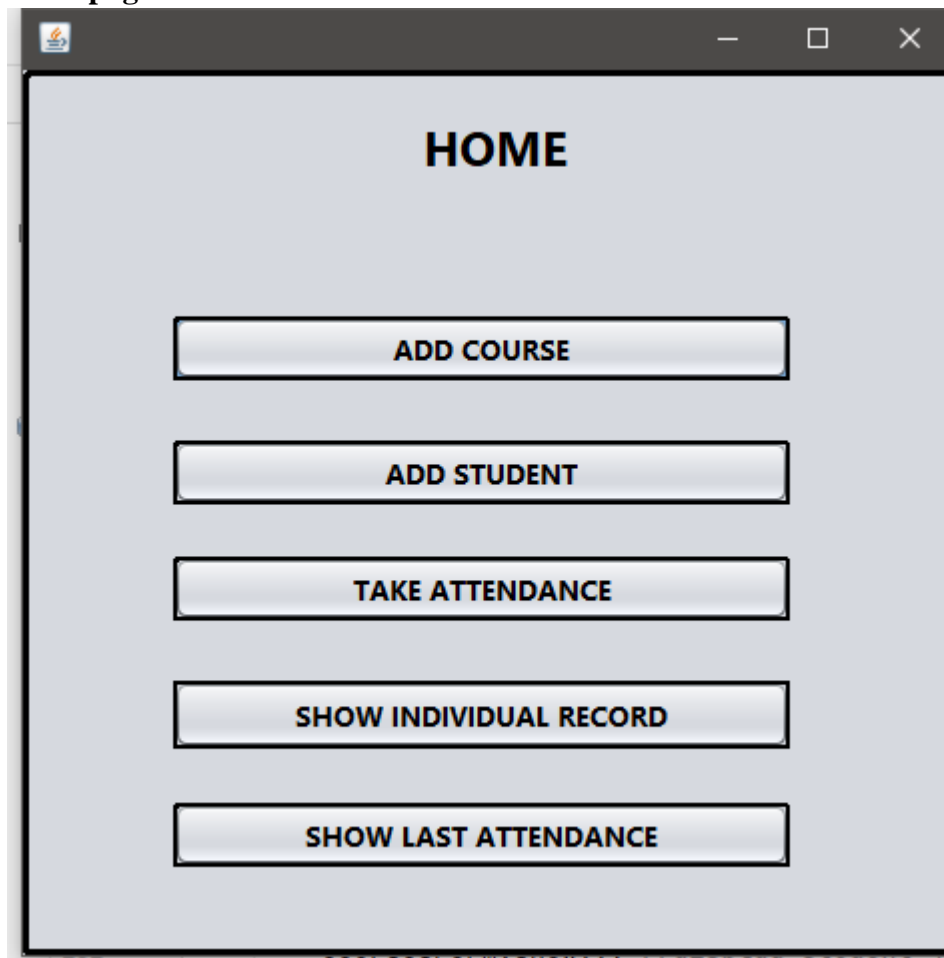 HOME
ADD COURSE
ADD STUDENT
TAKE ATTENDANCE
SHOW INDIVIDUAL RECORD
SHOW LAST ATTENDANCE